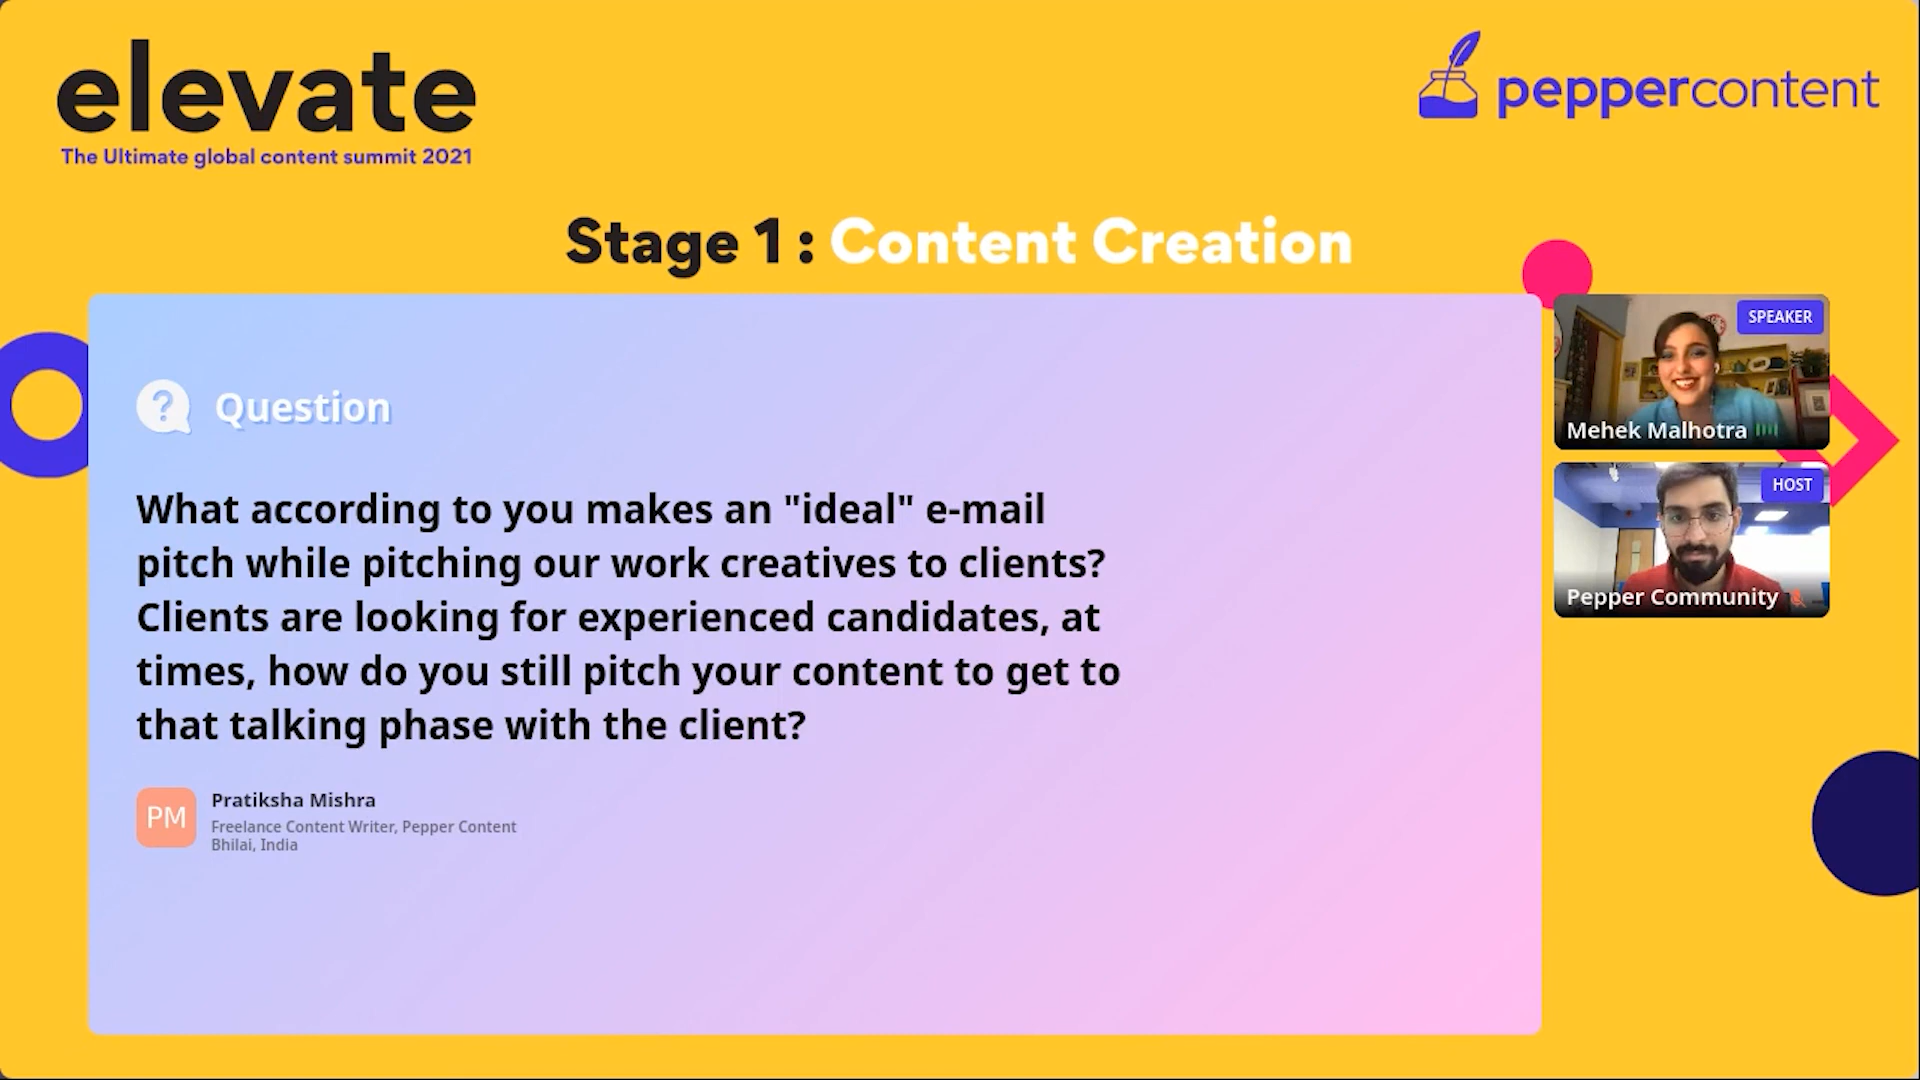 elevate
The Ultimate global content summit 2021
peppercontent
Stage 1 : Content Creation
Question
What according to you makes an "ideal" e-mail
pitch while pitching our work creatives to clients?
Clients are looking for experienced candidates, at
times, how do you still pitch your content to get to
that talking phase with the client?
PM
Pratiksha Mishra
Freelance Content Writer, Pepper Content
Bhilai, India
SPEAKER
Mehek Malhotra
HOST
Pepper Community